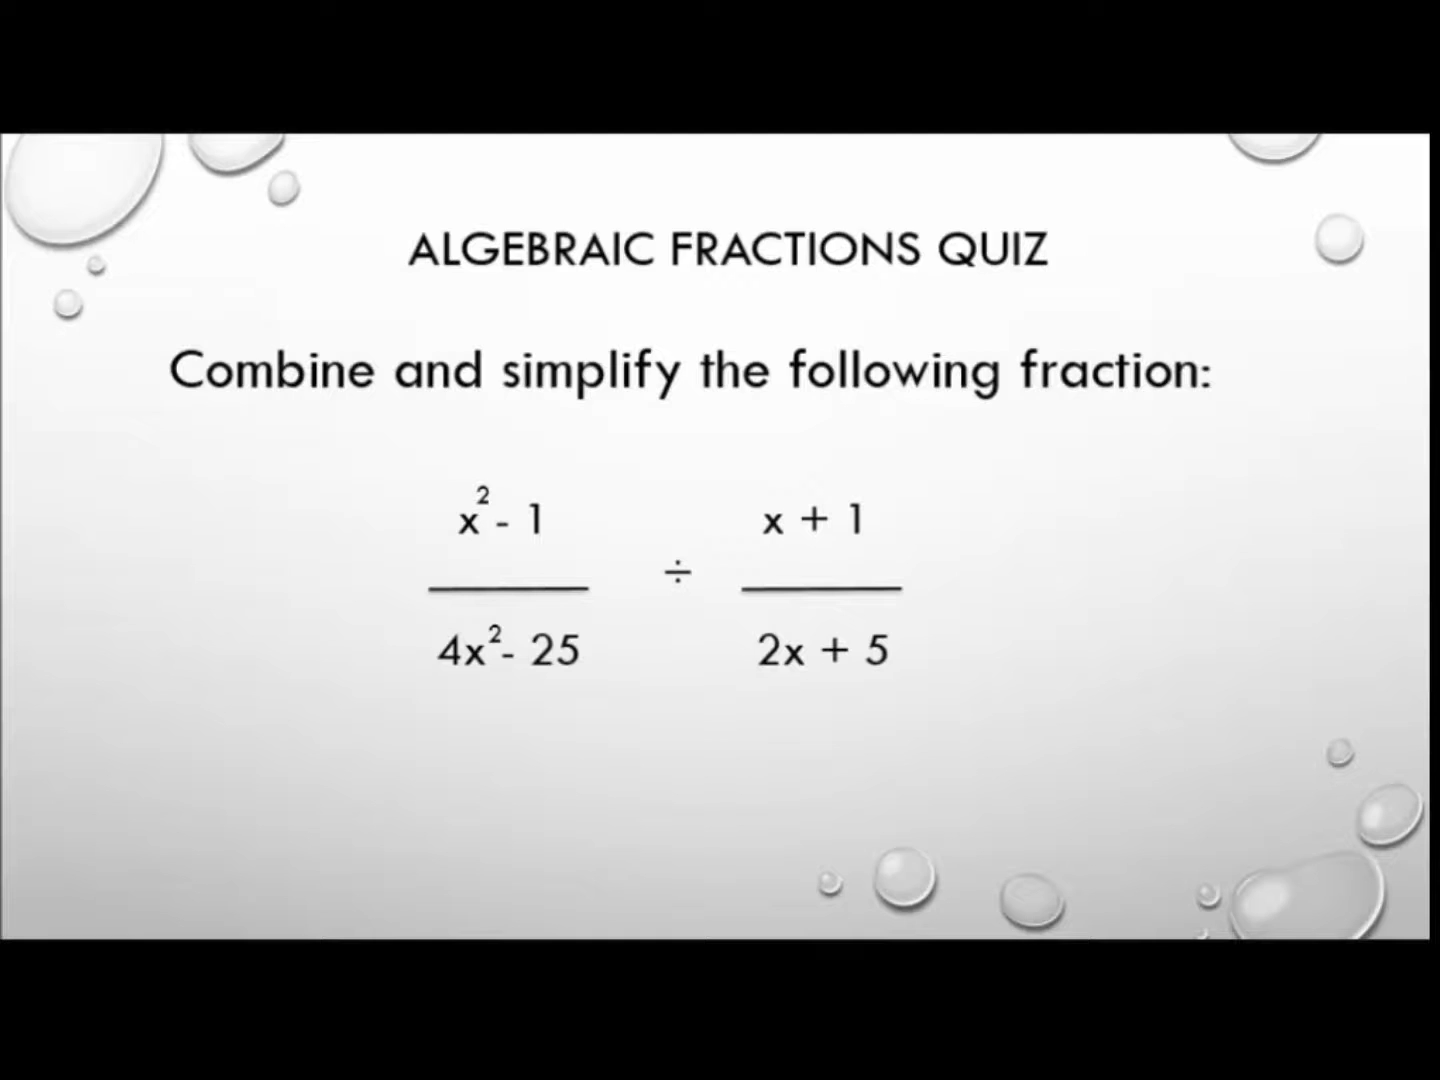 ALGEBRAIC FRACTIONS QUIZ
Combine and simplify the following fraction:
x² - 1 ÷ x + 1
4x² - 25 2x + 5